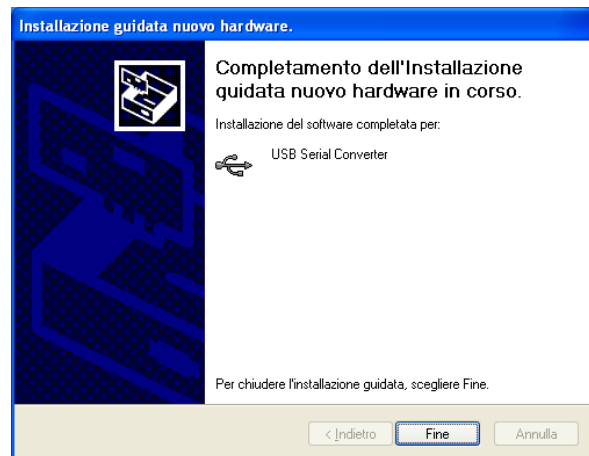 Installazione guidata nuovo hardware.
Completamento dell'Installazione
guidata nuovo hardware in corso.
Installazione del software completata per:
USB Serial Converter
Per chiudere l'installazione guidata, scegliere Fine.
< Indietro
Fine
Annulla